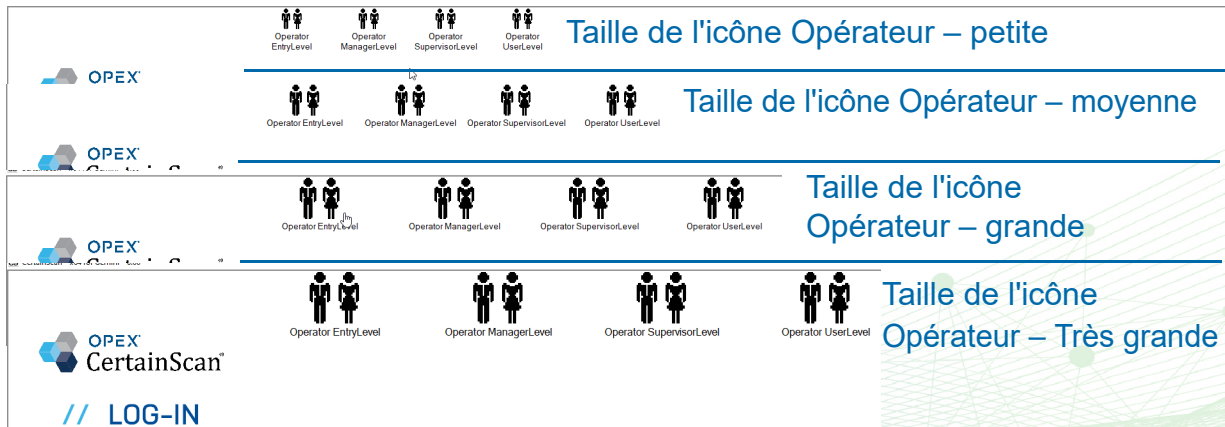 Operator
EntryLevel
Operator
ManagerLevel
Operator
SupervisorLevel
Operator
UserLevel
Taille de l'icône Opérateur – petite
OPEX
Operator EntryLevel Operator ManagerLevel Operator SupervisorLevel Operator UserLevel
Taille de l'icône Opérateur – moyenne
OPEX
Operator EntryLevel Operator ManagerLevel Operator SupervisorLevel Operator UserLevel
Taille de l'icône
Opérateur – grande
OPEX
Operator EntryLevel Operator ManagerLevel Operator SupervisorLevel Operator UserLevel
Taille de l'icône
Opérateur – Très grande
OPEX
CertainScan®
// LOG-IN